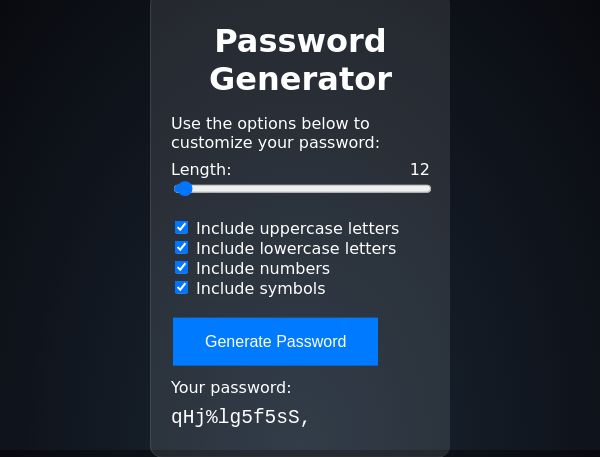 Password
Generator
Use the options below to
customize your password:
Length: 12
Include uppercase letters
Include lowercase letters
Include numbers
Include symbols
Generate Password
Your password:
qHj%lg5f5sS,